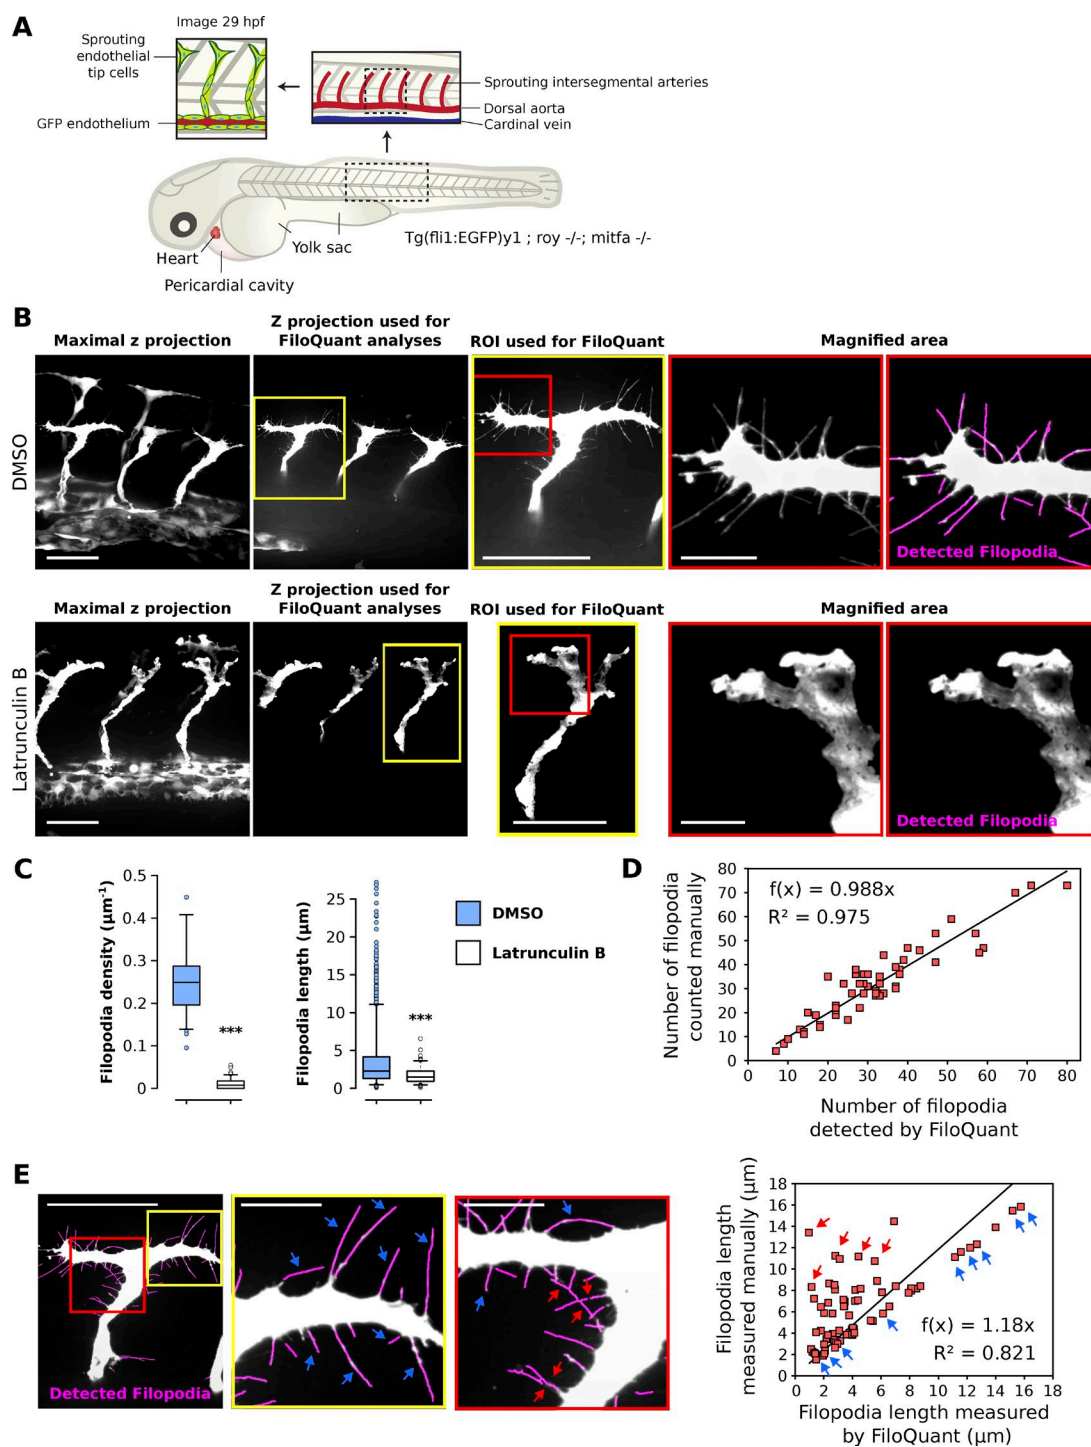 A
Image 29 hpf
Sprouting
endothelial
tip cells
GFP endothelium
Sprouting intersegmental arteries
Dorsal aorta
Cardinal vein
Heart
Yolk sac
Pericardial cavity
Tg(fli1:EGFP)y1 ; roy -/-; mitfa -/-
B
Maximal z projection
Z projection used for
FiloQuant analyses
ROI used for FiloQuant
Magnified area
DMSO
Detected Filopodia
Maximal z projection
Z projection used for
FiloQuant analyses
ROI used for FiloQuant
Magnified area
Latrunculin B
Detected Filopodia
C
Filopodia density (µm⁻¹)
0.5
0.4
0.3
0.2
0.1
0
***
Filopodia length (µm)
25
20
15
10
5
0
***
DMSO
Latrunculin B
D
Number of filopodia
counted manually
80
70
60
50
40
30
20
10
0
f(x) = 0.988x
R² = 0.975
0 10 20 30 40 50 60 70 80
Number of filopodia
detected by FiloQuant
E
Detected Filopodia
Filopodia length
measured manually (µm)
18
16
14
12
10
8
6
4
2
0
f(x) = 1.18x
R² = 0.821
0 2 4 6 8 10 12 14 16 18
Filopodia length measured
by FiloQuant (µm)